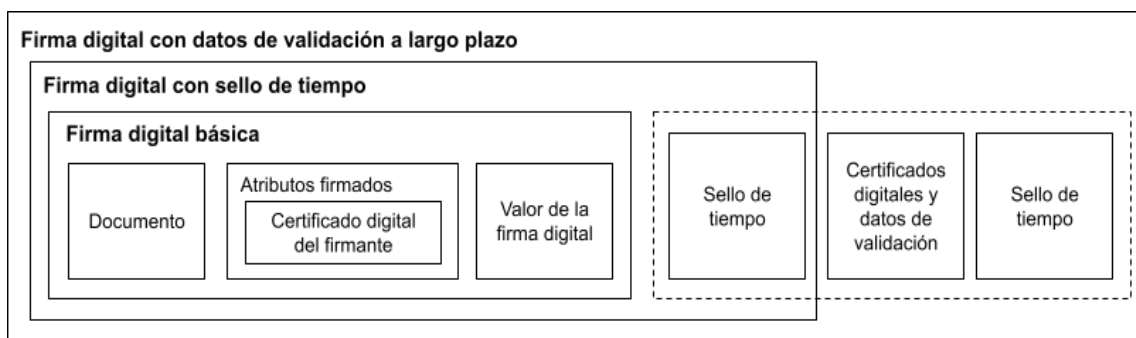 Firma digital con datos de validación a largo plazo
Firma digital con sello de tiempo
Firma digital básica
Documento
Atributos firmados
Certificado digital
del firmante
Valor de la
firma digital
Sello de
tiempo
Certificados
digitales y
datos de
validación
Sello de
tiempo